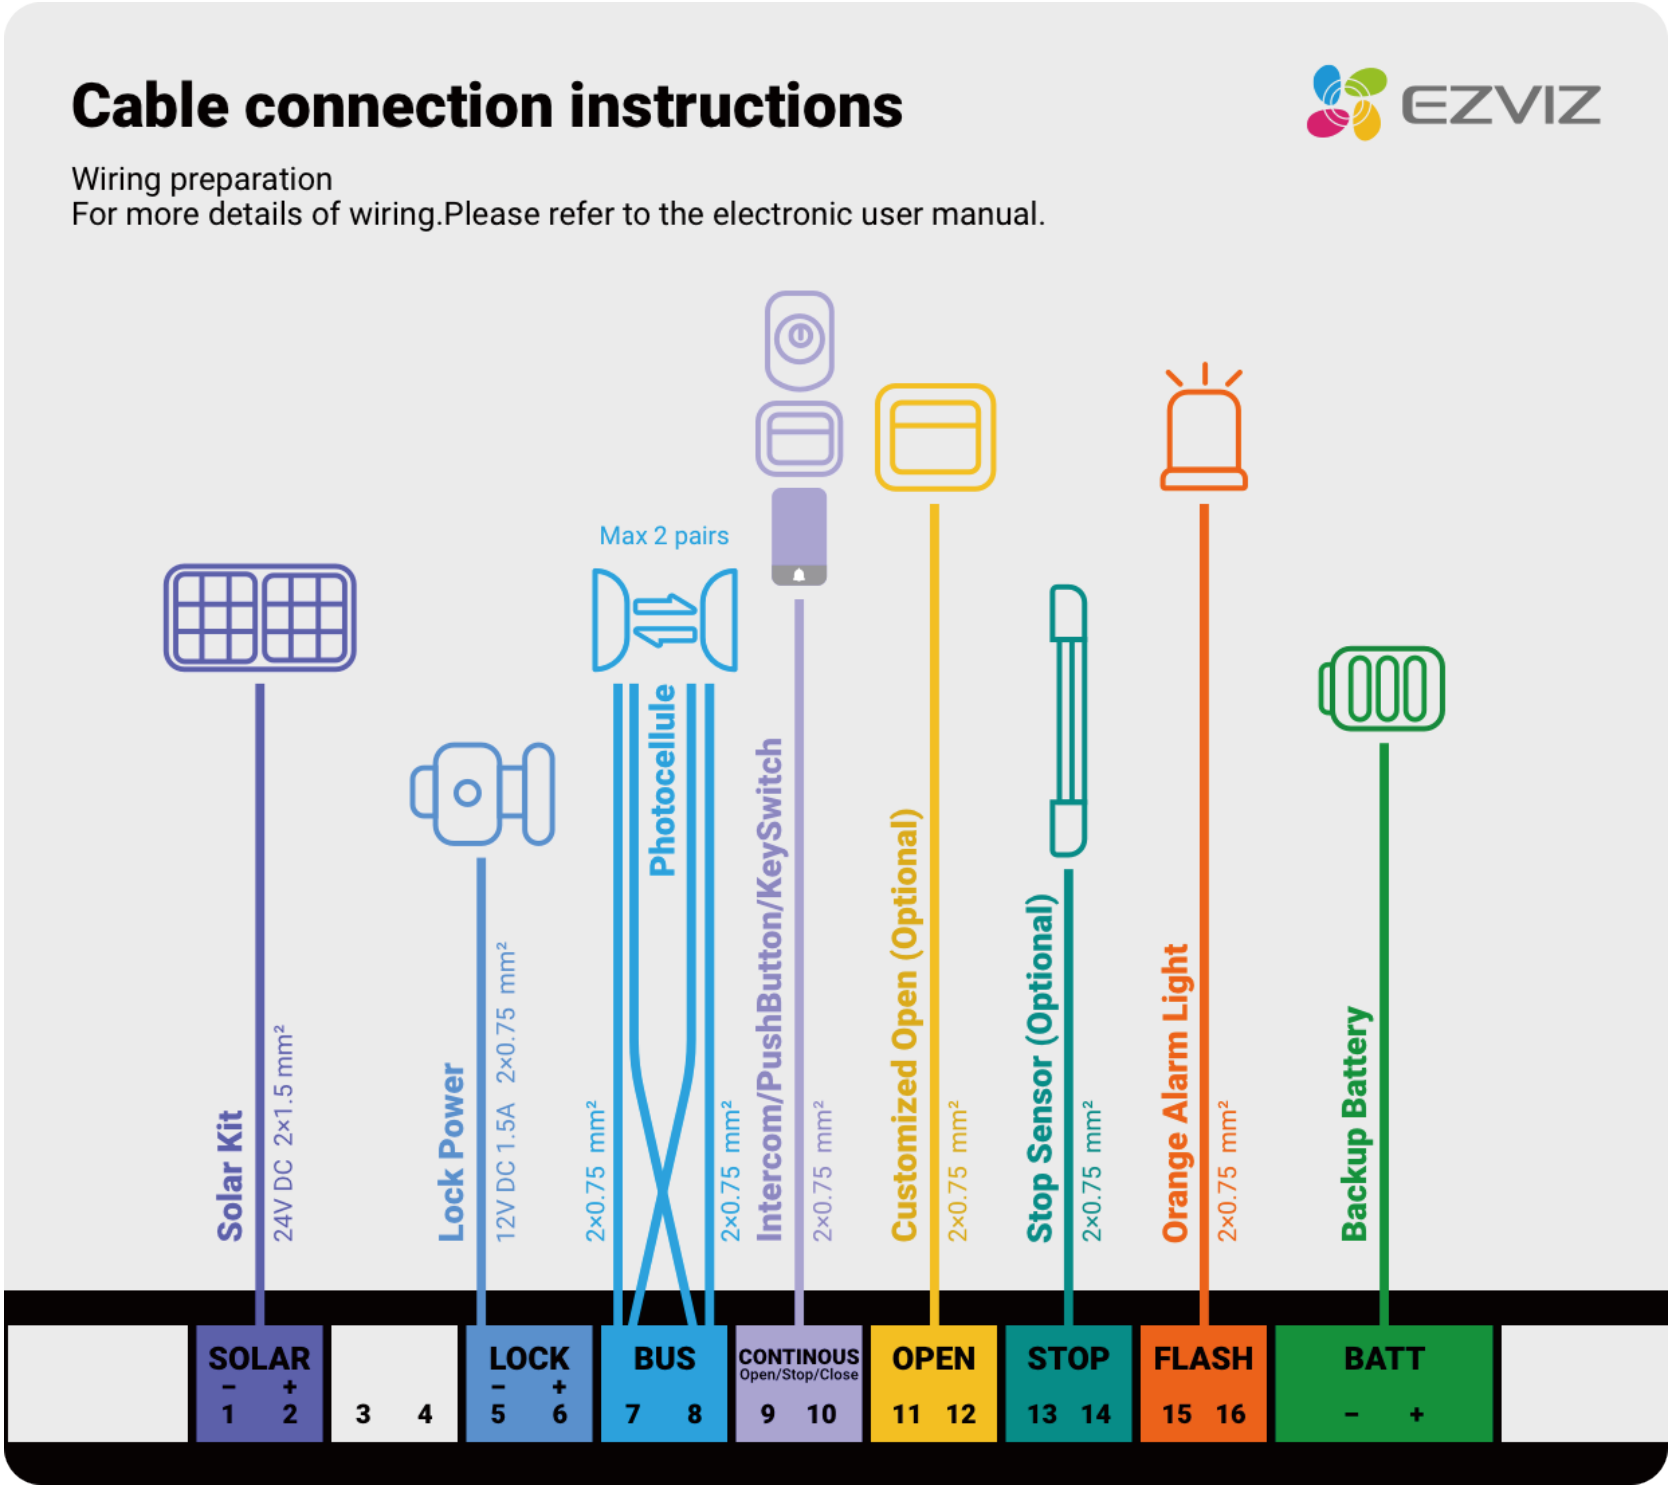 Cable connection instructions
EZVIZ
Wiring preparation
For more details of wiring.Please refer to the electronic user manual.
Max 2 pairs
Solar Kit
24V DC 2×1.5 mm²
Lock Power
12V DC 1.5A 2×0.75 mm²
2×0.75 mm²
Photocellule
2×0.75 mm²
Intercom/PushButton/KeySwitch
2×0.75 mm²
Customized Open (Optional)
2×0.75 mm²
Stop Sensor (Optional)
2×0.75 mm²
Orange Alarm Light
2×0.75 mm²
Backup Battery
SOLAR
− +
1 2
3 4
LOCK
− +
5 6
BUS
7 8
CONTINOUS
Open/Stop/Close
9 10
OPEN
11 12
STOP
13 14
FLASH
15 16
BATT
− +